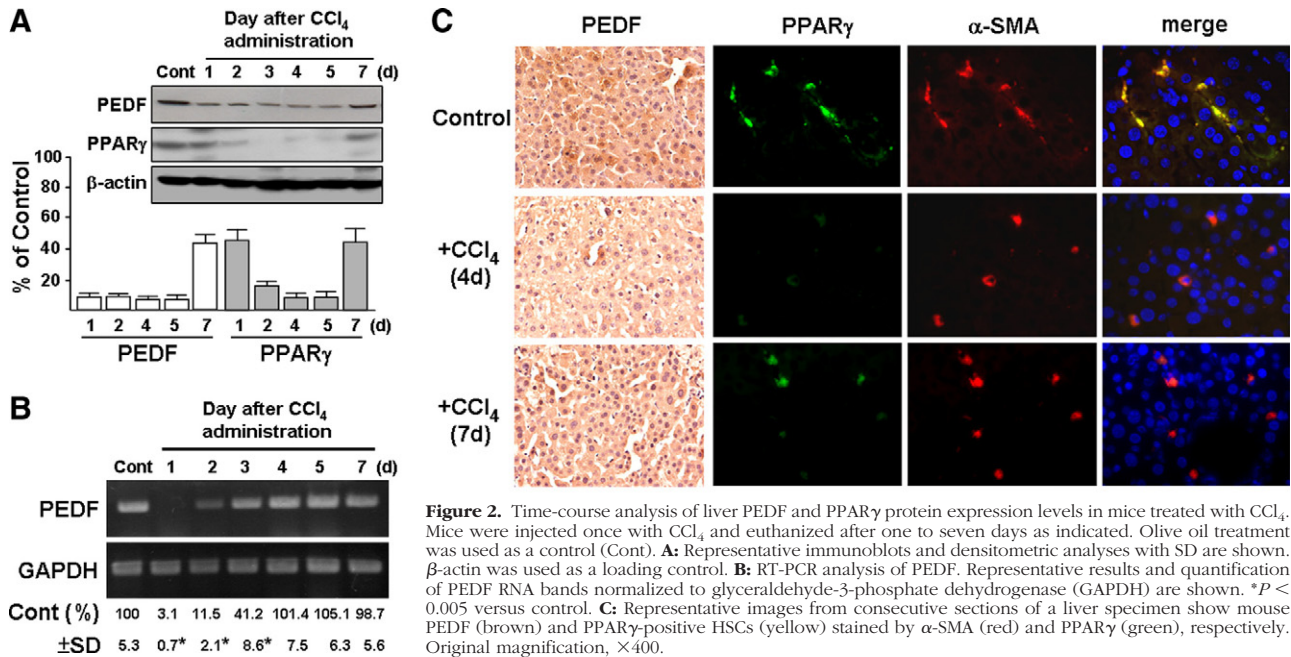 A
Day after CCl₄
administration
Cont 1 2 3 4 5 7 (d)
PEDF
PPARγ
β-actin
% of Control
100
80
60
40
20
1 2 4 5 7 1 2 4 5 7 (d)
PEDF PPARγ
B
Day after CCl₄
administration
Cont 1 2 3 4 5 7 (d)
PEDF
GAPDH
Cont (%) 100 3.1 11.5 41.2 101.4 105.1 98.7
±SD 5.3 0.7* 2.1* 8.6* 7.5 6.3 5.6
C
PEDF PPARγ α-SMA merge
Control
+CCl₄
(4d)
+CCl₄
(7d)
Figure 2. Time-course analysis of liver PEDF and PPARγ protein expression levels in mice treated with CCl₄.
Mice were injected once with CCl₄ and euthanized after one to seven days as indicated. Olive oil treatment
was used as a control (Cont). A: Representative immunoblots and densitometric analyses with SD are shown.
β-actin was used as a loading control. B: RT-PCR analysis of PEDF. Representative results and quantification
of PEDF RNA bands normalized to glyceraldehyde-3-phosphate dehydrogenase (GAPDH) are shown. *P <
0.005 versus control. C: Representative images from consecutive sections of a liver specimen show mouse
PEDF (brown) and PPARγ-positive HSCs (yellow) stained by α-SMA (red) and PPARγ (green), respectively.
Original magnification, ×400.